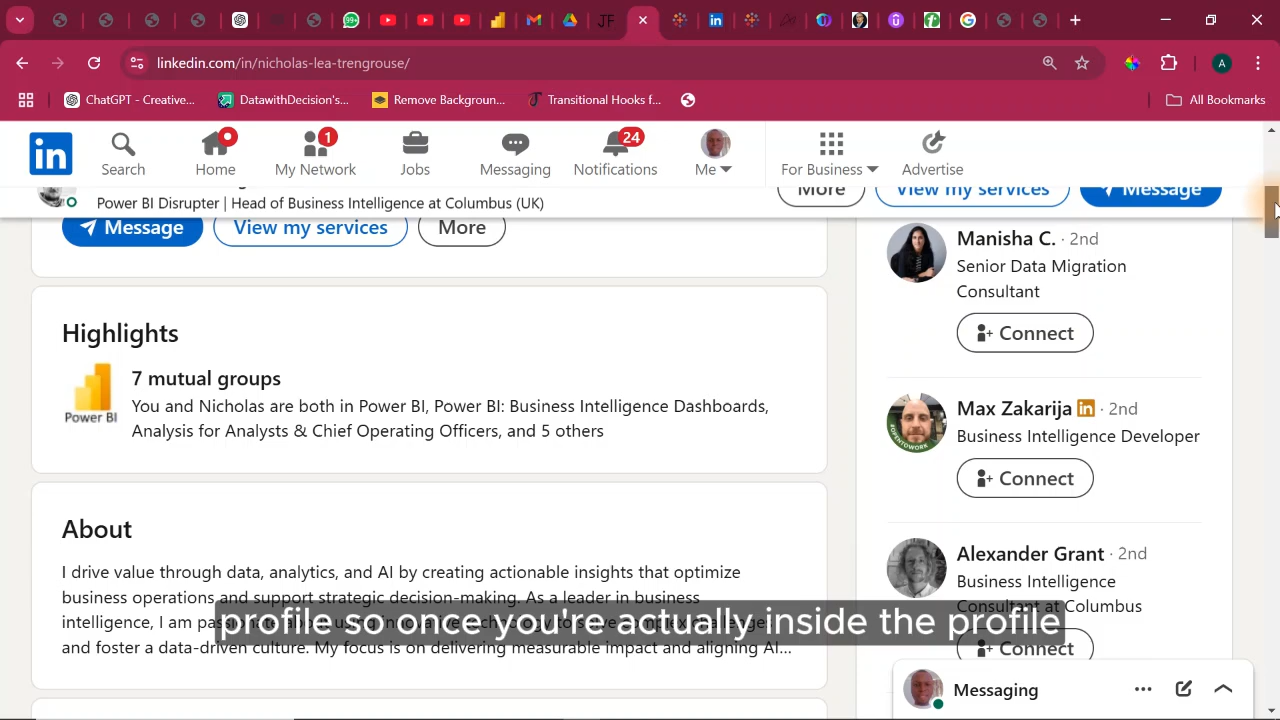 99+
JF
linkedin.com/in/nicholas-lea-trengrouse/
A
ChatGPT - Creative...
DatawithDecision's...
Remove Backgroun...
Transitional Hooks f...
All Bookmarks
in
Search
Home
1
My Network
Jobs
Messaging
24
Notifications
Me
For Business
Advertise
Power BI Disrupter | Head of Business Intelligence at Columbus (UK)
More
View my services
Message
Message
View my services
More
Highlights
Power BI
7 mutual groups
You and Nicholas are both in Power BI, Power BI: Business Intelligence Dashboards,
Analysis for Analysts & Chief Operating Officers, and 5 others
About
I drive value through data, analytics, and AI by creating actionable insights that optimize
business operations and support strategic decision-making. As a leader in business
intelligence, I am
and foster a data-driven culture. My focus is on delivering measurable impact and aligning AI...
Manisha C. · 2nd
Senior Data Migration
Consultant
Connect
Max Zakarija in · 2nd
Business Intelligence Developer
Connect
Alexander Grant · 2nd
Business Intelligence
Consultant at Columbus
Connect
profile so once you're actually inside the profile
Messaging